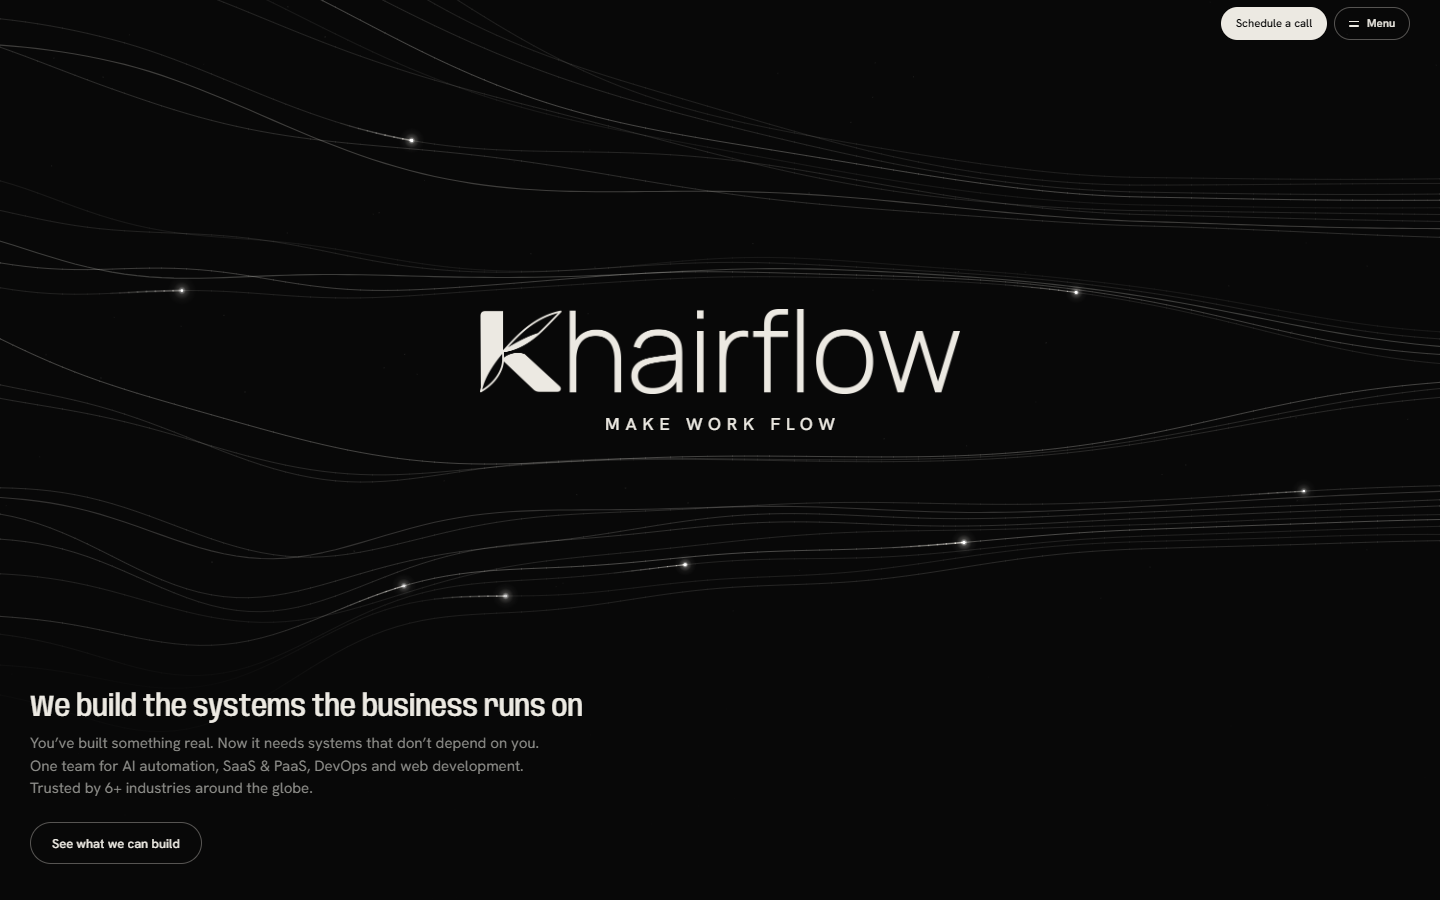 Schedule a call
Menu
Khairflow
MAKE WORK FLOW
We build the systems the business runs on
You’ve built something real. Now it needs systems that don’t depend on you.
One team for AI automation, SaaS & PaaS, DevOps and web development.
Trusted by 6+ industries around the globe.
See what we can build